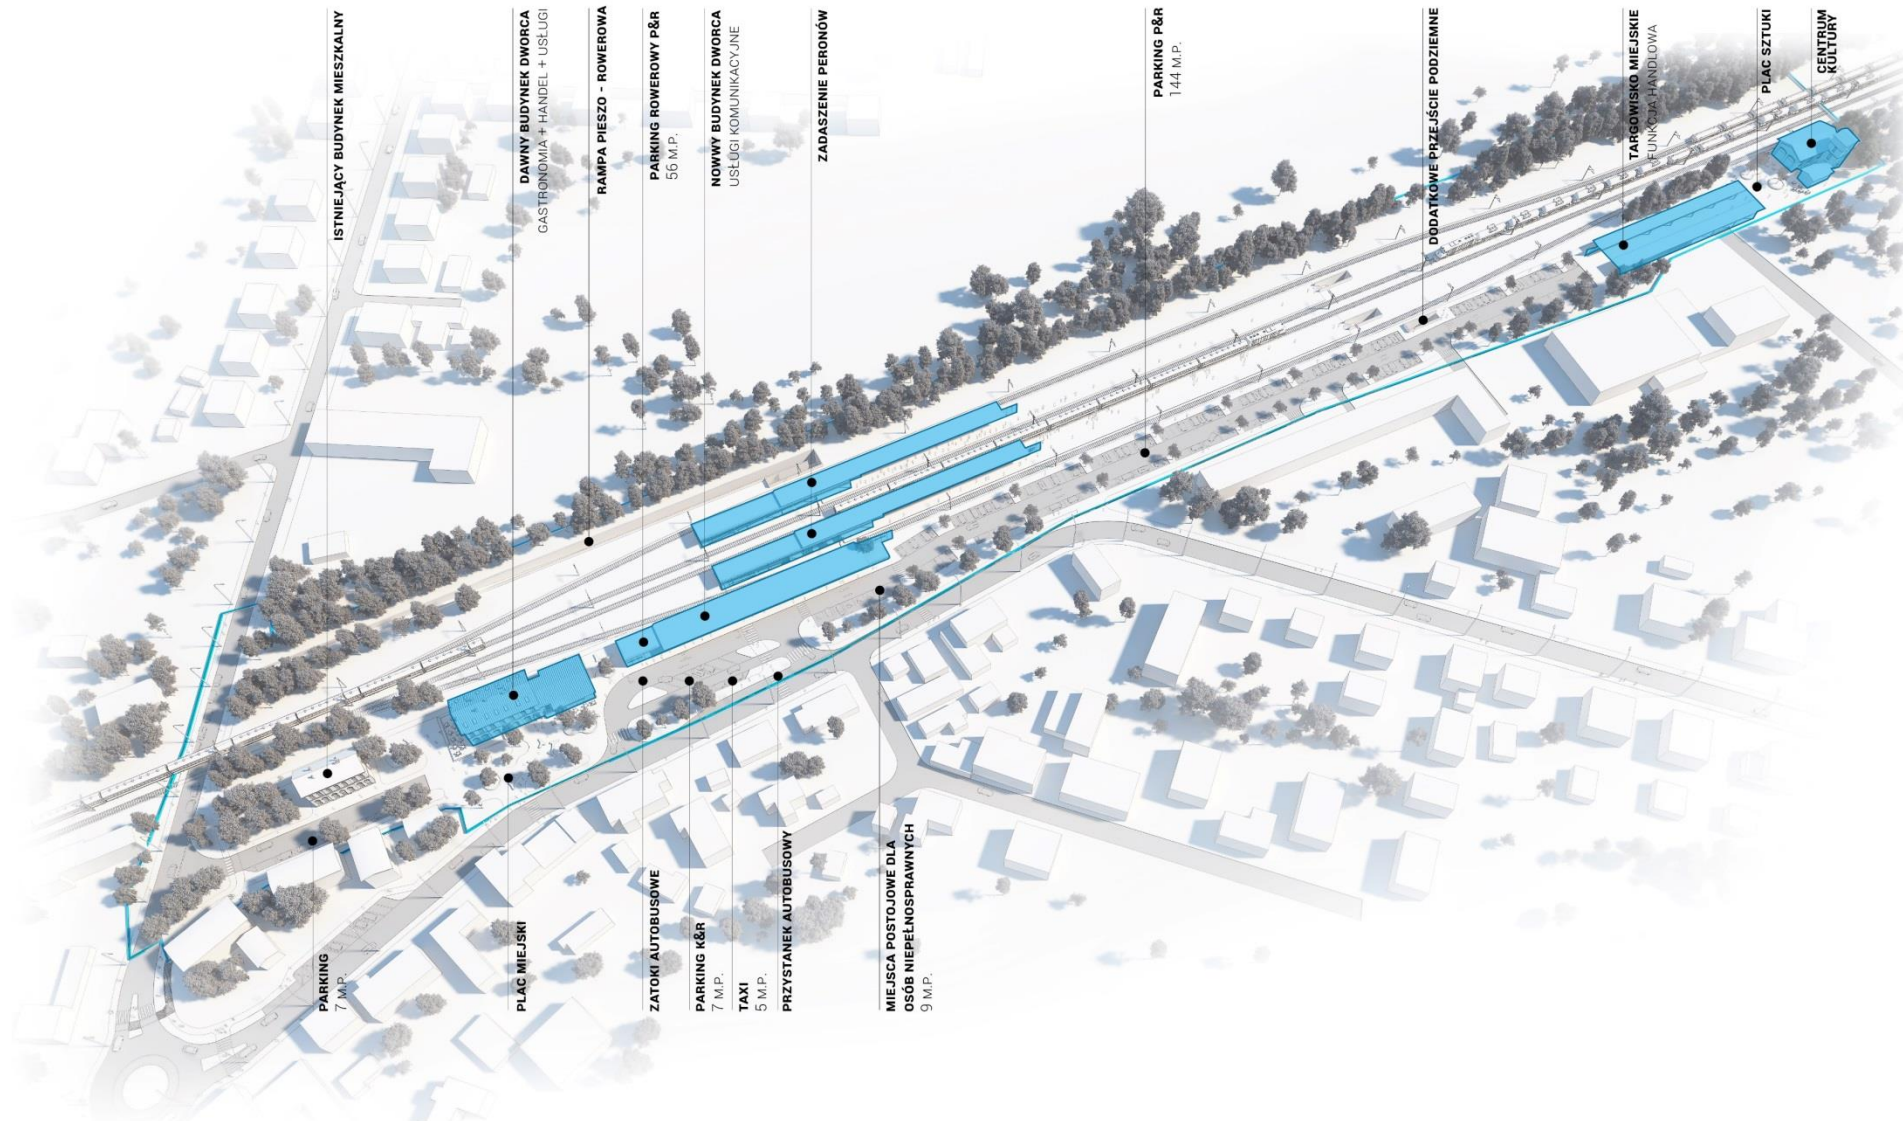 ISTNIEJĄCY BUDYNEK MIESZKALNY
DAWNY BUDYNEK DWORCA
GASTRONOMIA + HANDEL + USŁUGI
RAMPA PIESZO - ROWEROWA
PARKING ROWEROWY P&R
56 M.P.
NOWWY BUDYNEK DWORCA
USŁUGI KOMUNIKACYJNE
ZADASZENIE PERONÓW
PARKING P&R
144 M.P.
DODATKOWE PRZEJŚCIE PODZIEMNE
TARGOWISKO MIEJSKIE
FUNKCJA HANDLOWA
PLAC SZTUKI
CENTRUM
KULTURY
PARKING
7 M.P.
PLAC MIEJSKI
ZATOKI AUTOBUSOWE
PARKING K&R
7 M.P.
TAXI
5 M.P.
PRZYSTANEK AUTOBUSOWY
MIEJSCA POSTOJOWE DLA
OSÓB NIEPEŁNOSPRAWNYCH
9 M.P.